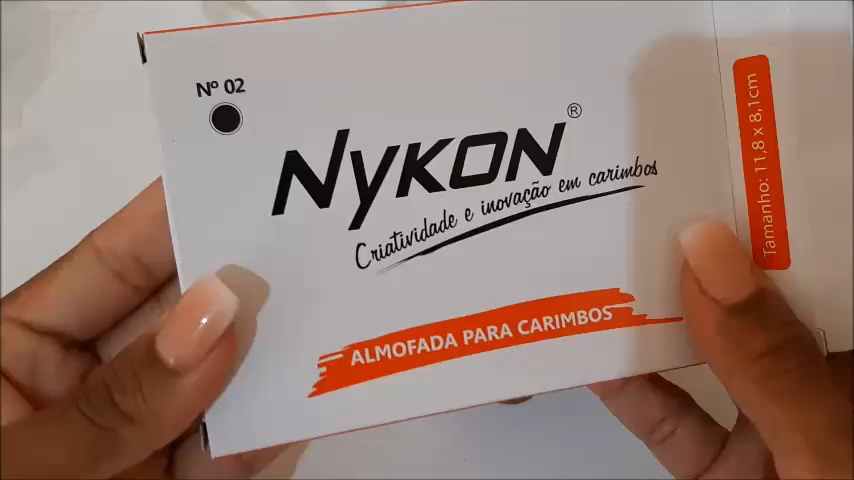 Nº 02
NYKON®
Criatividade e inovação em carimbos
ALMOFADA PARA CARIMBOS
Tamanho: 11,8 x 8,1cm